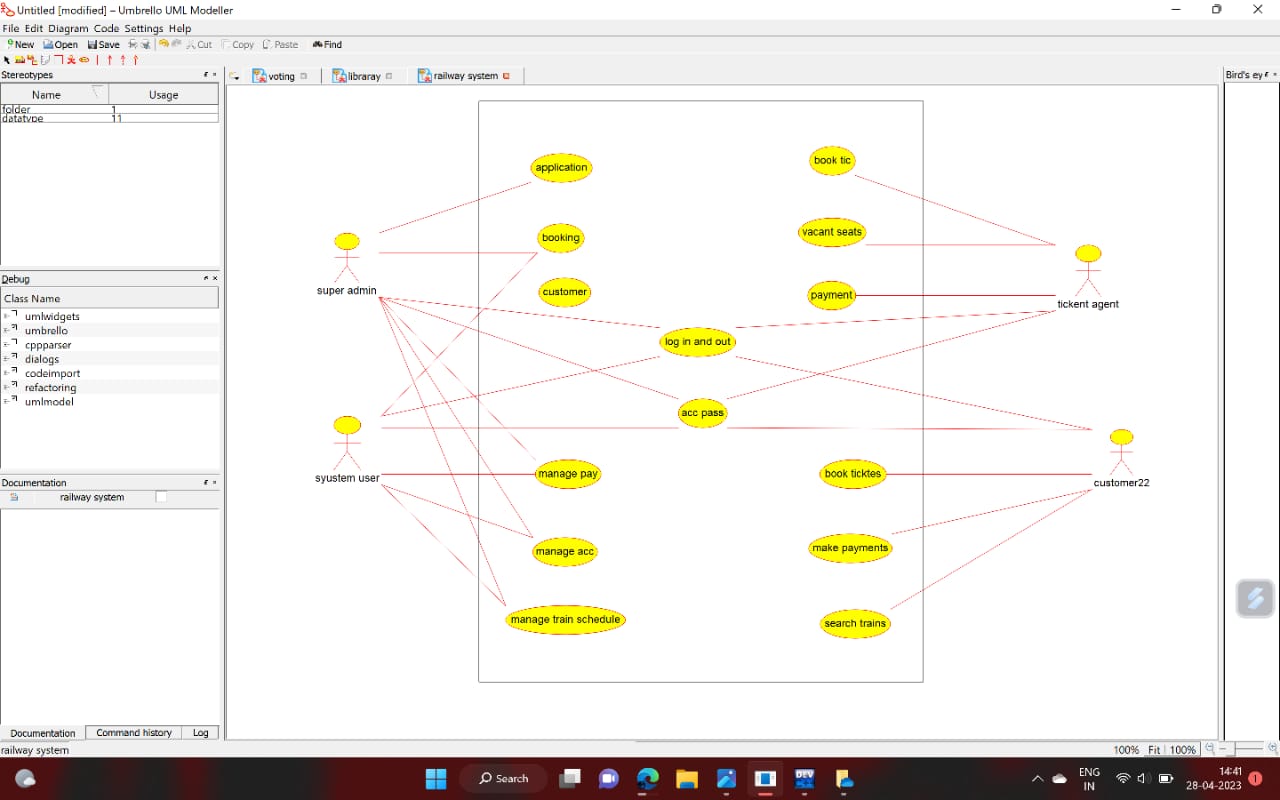 Untitled [modified] – Umbrello UML Modeller
File Edit Diagram Code Settings Help
New Open Save Cut Copy Paste Find
Stereotypes
Name Usage
folder 1
datatype 11
voting libraray railway system
Bird's ey
application
book tic
booking
vacant seats
customer
payment
super admin
tickent agent
log in and out
acc pass
syustem user
manage pay
book ticktes
customer22
manage acc
make payments
manage train schedule
search trains
Debug
Class Name
umlwidgets
umbrello
cppparser
dialogs
codeimport
refactoring
umlmodel
Documentation
railway system
Documentation Command history Log
railway system
100% Fit 100%
Search
DEV
ENG
IN
14:41
28-04-2023
1